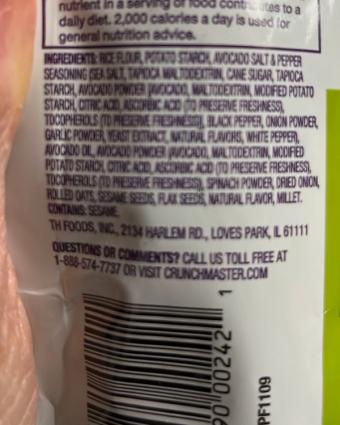 nutrient in a serving of food contributes to a
daily diet. 2,000 calories a day is used for
general nutrition advice.
INGREDIENTS: RICE FLOUR, POTATO STARCH, AVOCADO SALT & PEPPER
SEASONING (SEA SALT, TAPIOCA MALTODEXTRIN, CANE SUGAR, TAPIOCA
STARCH, AVOCADO POWDER [AVOCADO, MALTODEXTRIN, MODIFIED POTATO
STARCH, CITRIC ACID, ASCORBIC ACID (TO PRESERVE FRESHNESS),
TOCOPHEROLS (TO PRESERVE FRESHNESS)], BLACK PEPPER, ONION POWDER,
GARLIC POWDER, YEAST EXTRACT, NATURAL FLAVORS, WHITE PEPPER),
AVOCADO OIL, AVOCADO POWDER [AVOCADO, MALTODEXTRIN, MODIFIED
POTATO STARCH, CITRIC ACID, ASCORBIC ACID (TO PRESERVE FRESHNESS),
TOCOPHEROLS (TO PRESERVE FRESHNESS)], SPINACH POWDER, DRIED ONION,
ROLLED OATS, SESAME SEEDS, FLAX SEEDS, NATURAL FLAVOR, MILLET.
CONTAINS: SESAME.
TH FOODS, INC., 2134 HARLEM RD., LOVES PARK, IL 61111
QUESTIONS OR COMMENTS? CALL US TOLL FREE AT
1-888-574-7737 OR VISIT CRUNCHMASTER.COM
00242 1
PF1109